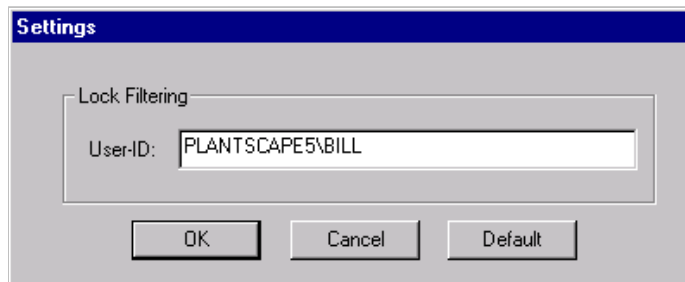 Settings
Lock Filtering
User-ID: PLANTSCAPE5\BILL
OK Cancel Default